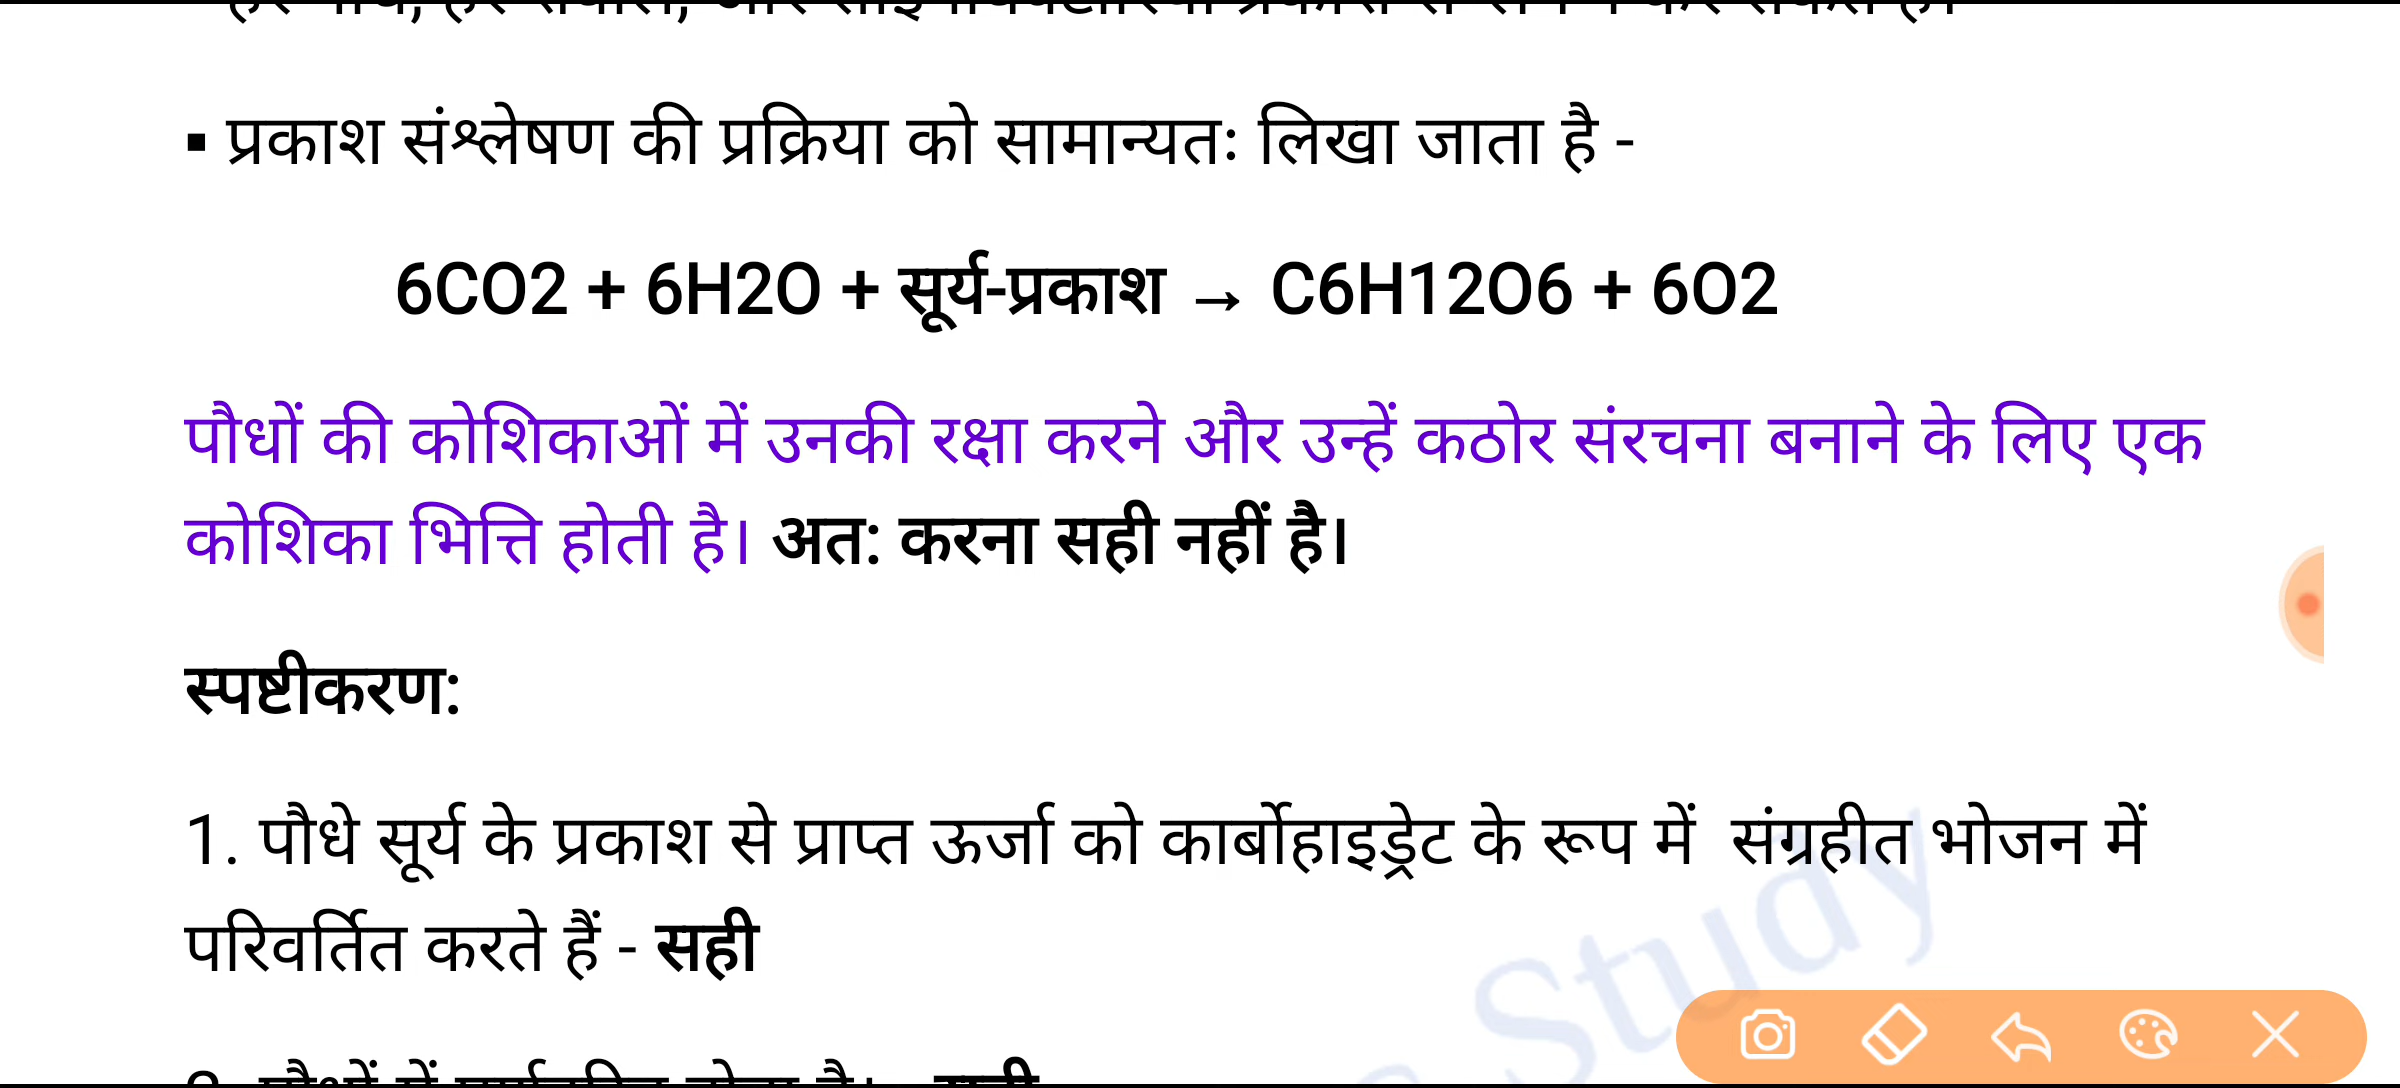 ▪ प्रकाश संश्लेषण की प्रक्रिया को सामान्यतः लिखा जाता है -
6CO2 + 6H2O + सूर्य-प्रकाश → C6H12O6 + 6O2
पौधों की कोशिकाओं में उनकी रक्षा करने और उन्हें कठोर संरचना बनाने के लिए एक
कोशिका भित्ति होती है। अत: करना सही नहीं है।
स्पष्टीकरण:
1. पौधे सूर्य के प्रकाश से प्राप्त ऊर्जा को कार्बोहाइड्रेट के रूप में संग्रहीत भोजन में
परिवर्तित करते हैं - सही
Study